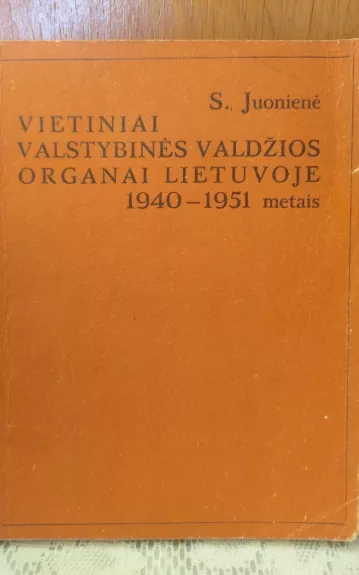 S. Juonienė
VIETINIAI
VALSTYBINĖS VALDŽIOS
ORGANAI LIETUVOJE
1940–1951 metais